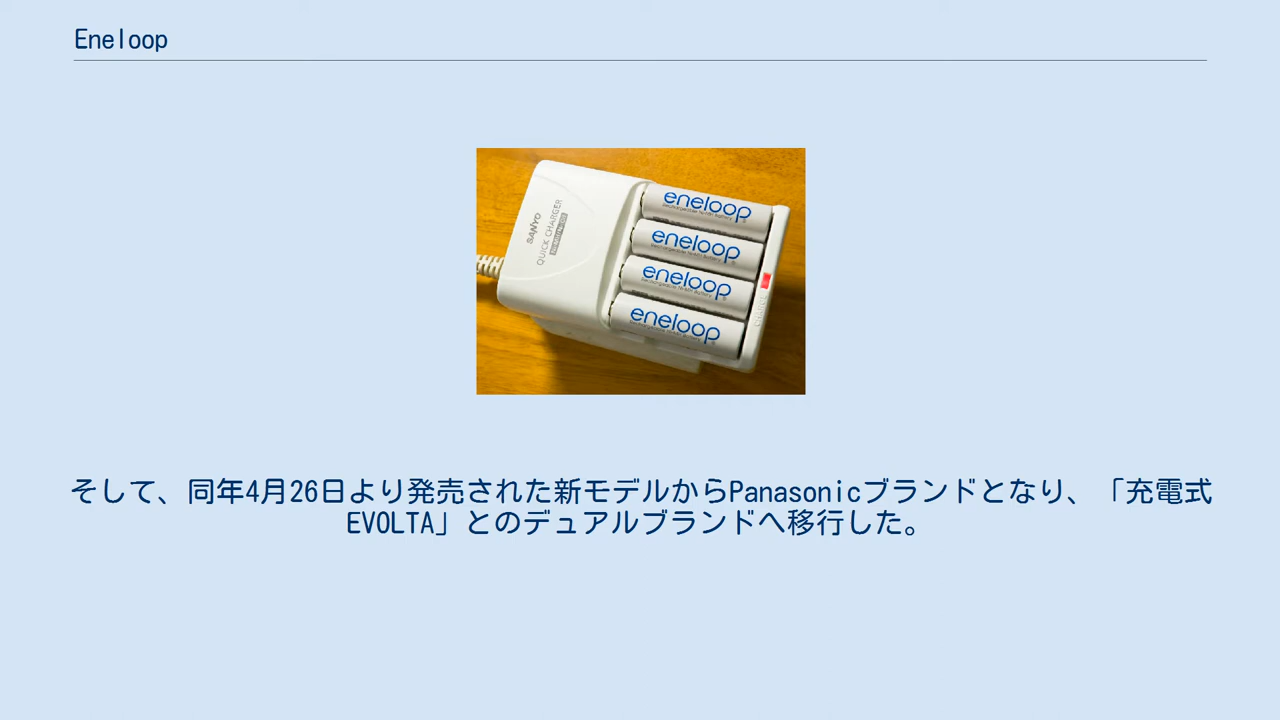 Eneloop
SANYO
QUICK CHARGER
eneloop
eneloop
eneloop
eneloop
そして、同年4月26日より発売された新モデルからPanasonicブランドとなり、「充電式
EVOLTA」とのデュアルブランドへ移行した。